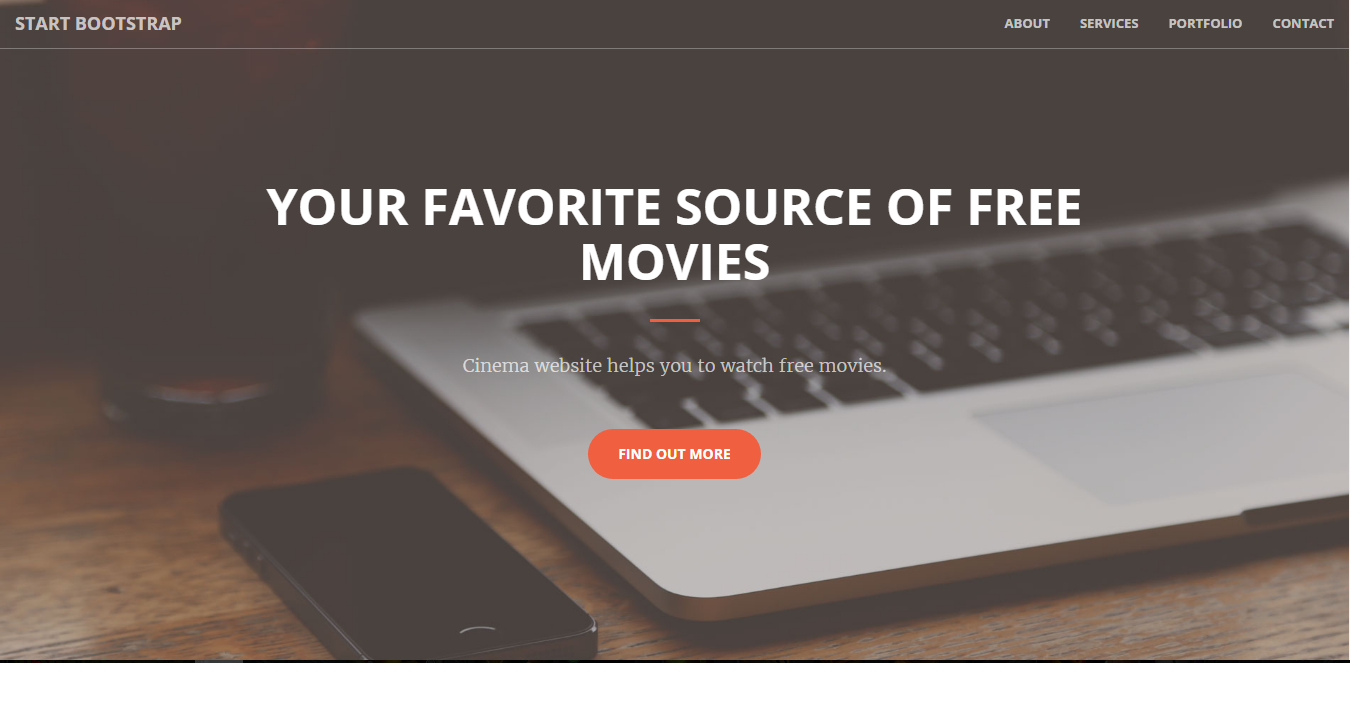 START BOOTSTRAP
ABOUT SERVICES PORTFOLIO CONTACT
YOUR FAVORITE SOURCE OF FREE
MOVIES
Cinema website helps you to watch free movies.
FIND OUT MORE